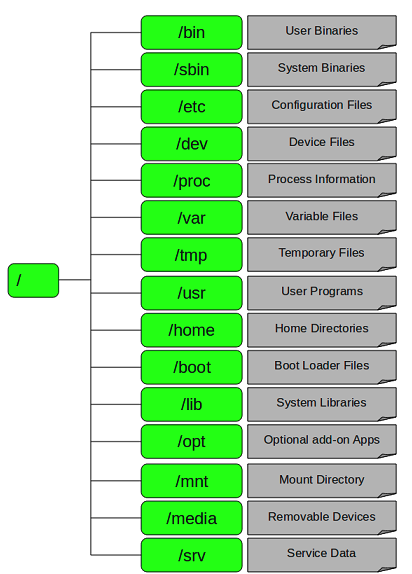 /bin User Binaries
/sbin System Binaries
/etc Configuration Files
/dev Device Files
/proc Process Information
/var Variable Files
/tmp Temporary Files
/
/usr User Programs
/home Home Directories
/boot Boot Loader Files
/lib System Libraries
/opt Optional add-on Apps
/mnt Mount Directory
/media Removable Devices
/srv Service Data